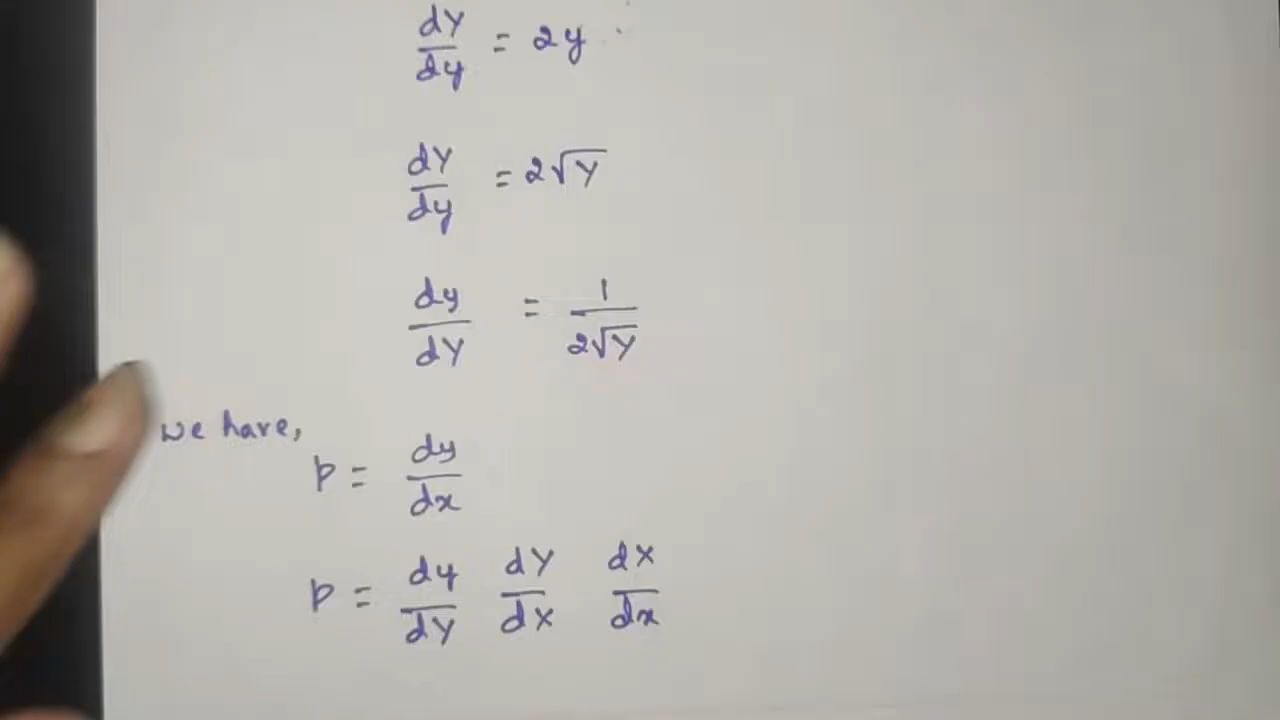 dY/dy = 2y
dY/dy = 2√Y
dy/dY = 1/2√Y
we have,
p = dy/dx
p = dy/dY dY/dX dX/dx